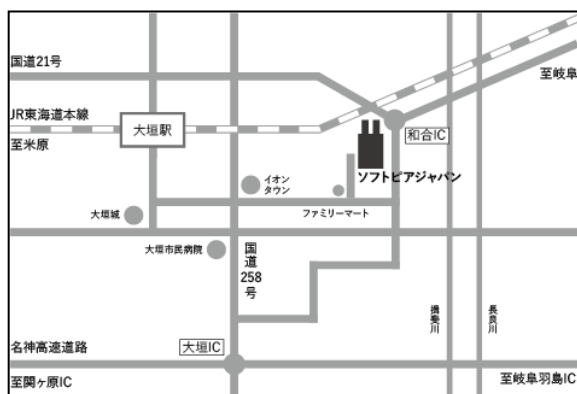 国道21号
至岐阜
JR東海道本線
大垣駅
和合IC
至米原
ソフトピアジャパン
イオン
タウン
ファミリーマート
大垣城
大垣市民病院
国道258号
揖斐川
長良川
大垣IC
名神高速道路
至関ヶ原IC
至岐阜羽島IC